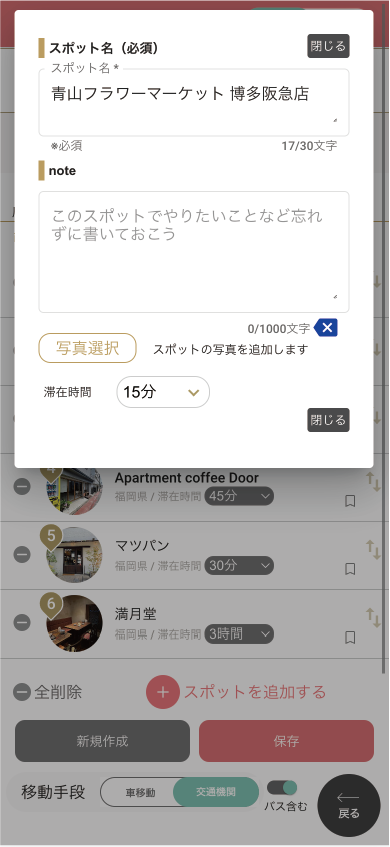 スポット名（必須）
閉じる
スポット名 *
青山フラワーマーケット 博多阪急店
※必須
17/30文字
note
このスポットでやりたいことなど忘れ
ずに書いておこう
0/1000文字
写真選択
スポットの写真を追加します
滞在時間
15分
閉じる
4
Apartment coffee Door
福岡県 / 滞在時間 45分
5
マツパン
福岡県 / 滞在時間 30分
6
満月堂
福岡県 / 滞在時間 3時間
全削除
スポットを追加する
新規作成
保存
移動手段
車移動
交通機関
バス含む
戻る